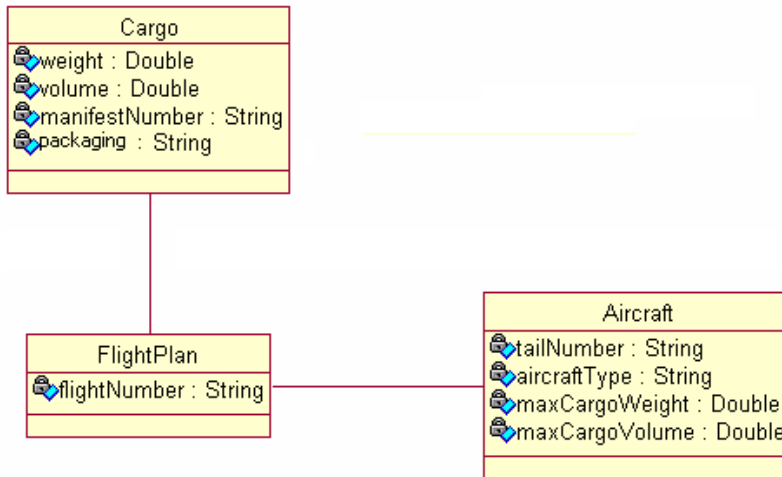 Cargo
weight : Double
volume : Double
manifestNumber : String
packaging : String
FlightPlan
flightNumber : String
Aircraft
tailNumber : String
aircraftType : String
maxCargoWeight : Double
maxCargoVolume : Double